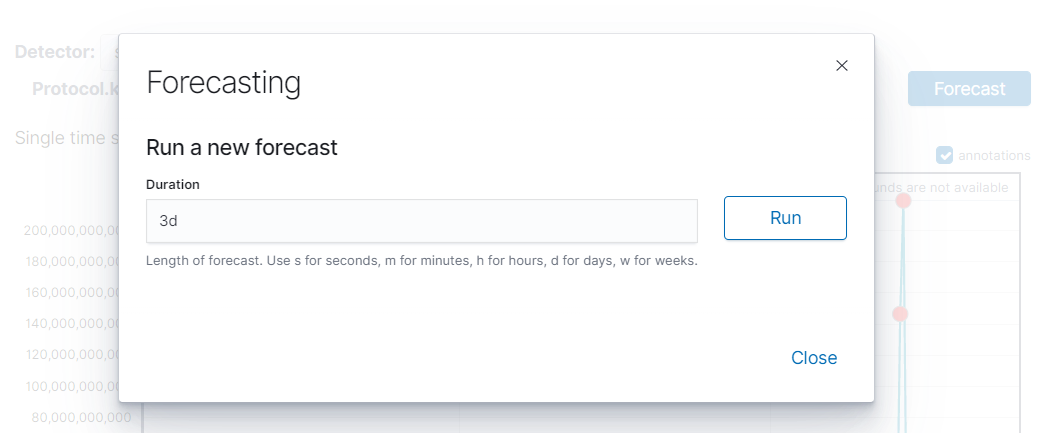 Forecasting
Run a new forecast
Duration
3d
Run
Length of forecast. Use s for seconds, m for minutes, h for hours, d for days, w for weeks.
Close
Detector:
Protocol.k
Forecast
Single time s
annotations
unds are not available
200,000,000,00
180,000,000,00
160,000,000,00
140,000,000,00
120,000,000,00
100,000,000,00
80,000,000,000